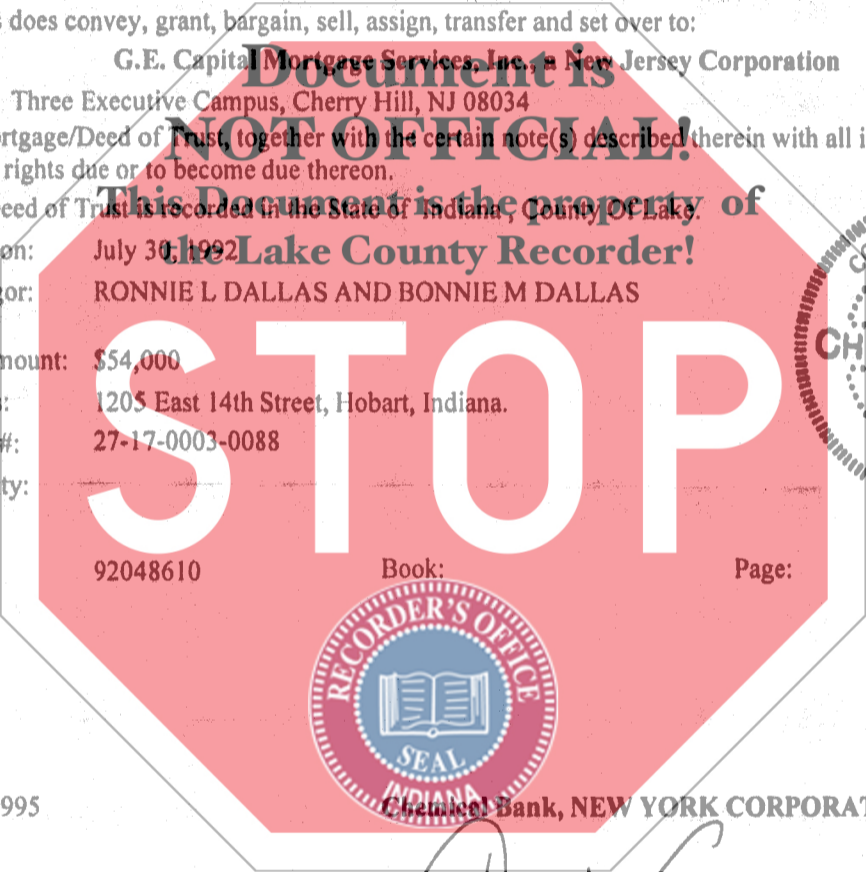 does convey, grant, bargain, sell, assign, transfer and set over to:
G.E. Capital Mortgage Services, Inc., a New Jersey Corporation
Document is
Three Executive Campus, Cherry Hill, NJ 08034
rtgage/Deed of Trust, together with the certain note(s) described therein with all i
NOT OFFICIAL!
rights due or to become due thereon.
This Document is the property of
eed of Trust is recorded in the State of Indiana , County Of Lake.
the Lake County Recorder!
on: July 30, 1992
or: RONNIE L DALLAS AND BONNIE M DALLAS
STOP
mount: $54,000
s: 1205 East 14th Street, Hobart, Indiana.
#: 27-17-0003-0088
ty:
92048610 Book: Page:
RECORDER'S OFFICE
SEAL
INDIANA
995
Chemical Bank, NEW YORK CORPORAT
CH